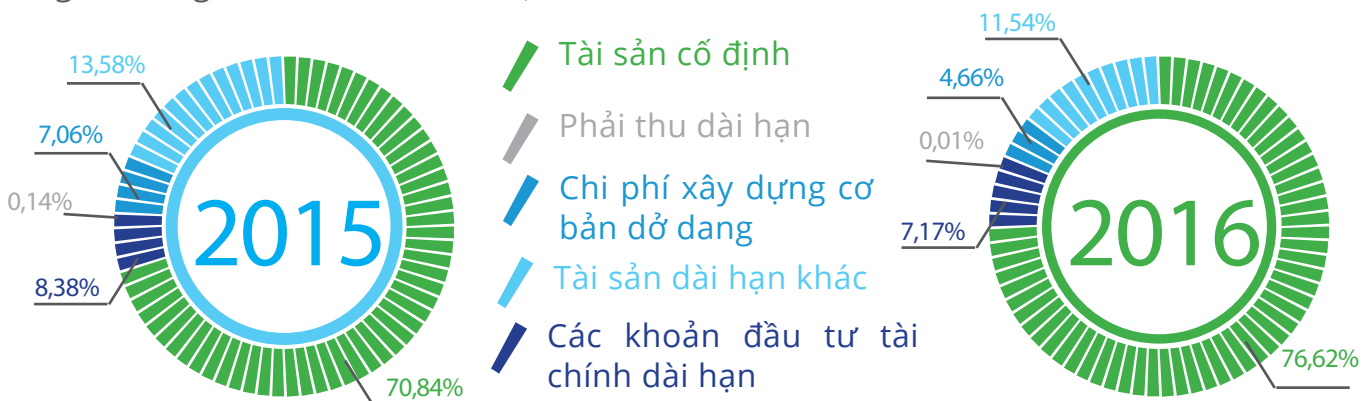 13,58%
7,06%
0,14%
8,38%
70,84%
2015
Tài sản cố định
Phải thu dài hạn
Chi phí xây dựng cơ
bản dở dang
Tài sản dài hạn khác
Các khoản đầu tư tài
chính dài hạn
11,54%
4,66%
0,01%
7,17%
76,62%
2016